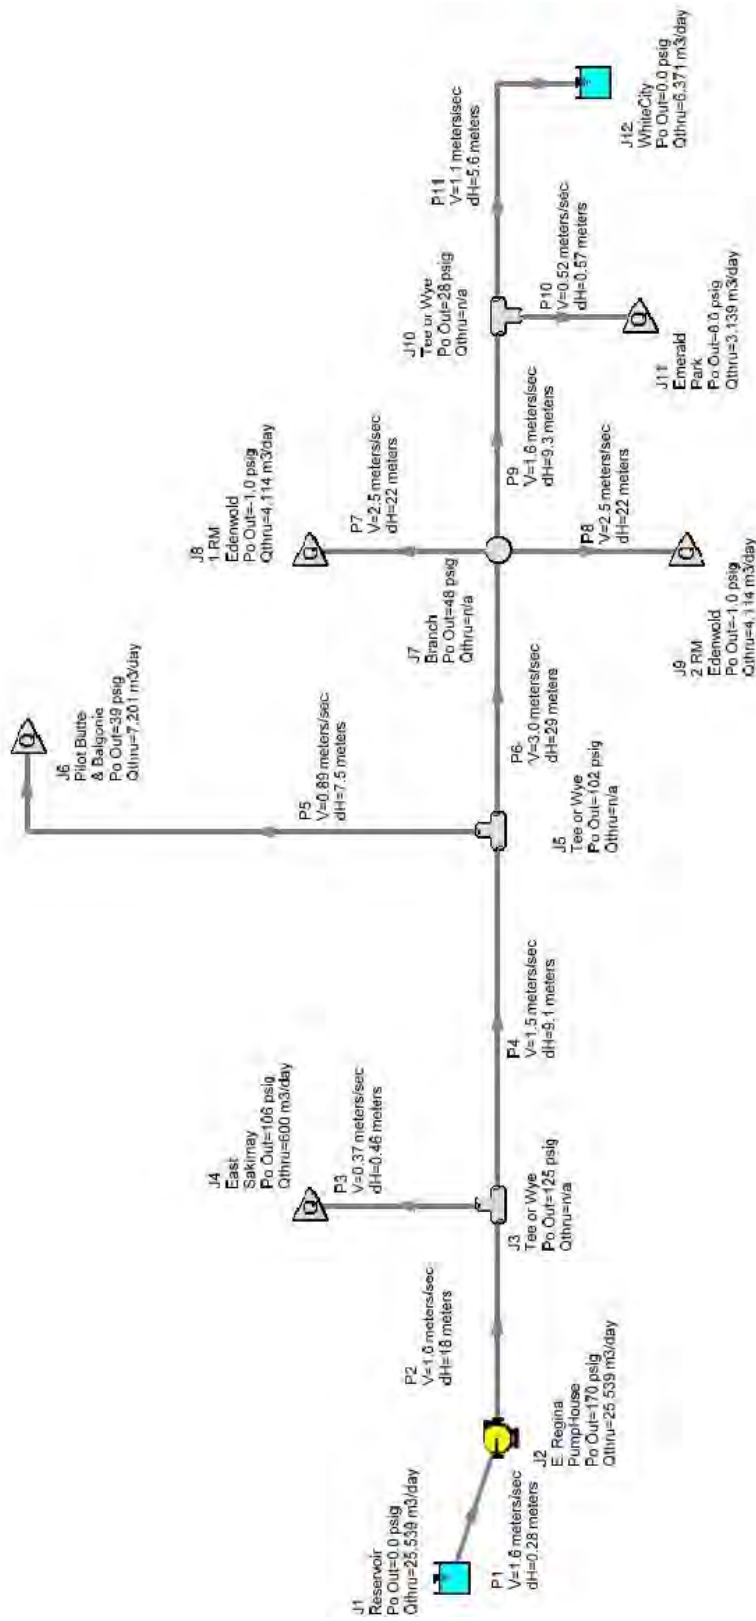 J1
Reservoir
Po Out=0.0 psig
Qthru=25,539 m3/day
P1
V=1.6 meters/sec
dH=0.28 meters
J2
E. Regina
PumpHouse
Po Out=170 psig
Qthru=25,539 m3/day
P2
V=1.6 meters/sec
dH=18 meters
J3
Tee or Wye
Po Out=125 psig
Qthru=n/a
J4
East
Sakimay
Po Out=106 psig
Qthru=600 m3/day
P3
V=0.37 meters/sec
dH=0.46 meters
P4
V=1.5 meters/sec
dH=9.1 meters
J5
Tee or Wye
Po Out=102 psig
Qthru=n/a
J6
Pilot Butte
& Balgonie
Po Out=39 psig
Qthru=7,201 m3/day
P5
V=0.89 meters/sec
dH=7.5 meters
P6
V=3.0 meters/sec
dH=29 meters
J7
Branch
Po Out=48 psig
Qthru=n/a
J8
1 RM
Edenwold
Po Out=-1.0 psig
Qthru=4,114 m3/day
P7
V=2.5 meters/sec
dH=22 meters
P8
V=2.5 meters/sec
dH=22 meters
J9
2 RM
Edenwold
Po Out=-1.0 psig
Qthru=4,114 m3/day
P9
V=1.6 meters/sec
dH=9.3 meters
J10
Tee or Wye
Po Out=28 psig
Qthru=n/a
P10
V=0.52 meters/sec
dH=0.57 meters
J11
Emerald
Park
Qthru=3,139 m3/day
P11
V=1.1 meters/sec
dH=5.6 meters
J12
WhiteCity
Po Out=0.0 psig
Qthru=6,371 m3/day
Q
Q
Q
Q
Q